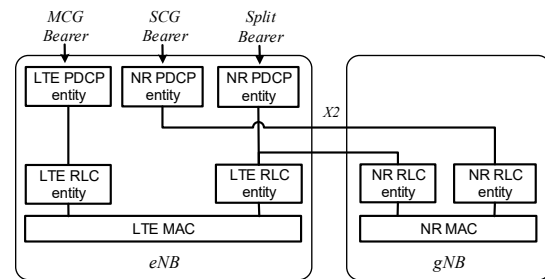 MCG
Bearer
SCG
Bearer
Split
Bearer
LTE PDCP
entity
NR PDCP
entity
NR PDCP
entity
X2
LTE RLC
entity
LTE RLC
entity
NR RLC
entity
NR RLC
entity
LTE MAC
NR MAC
eNB
gNB